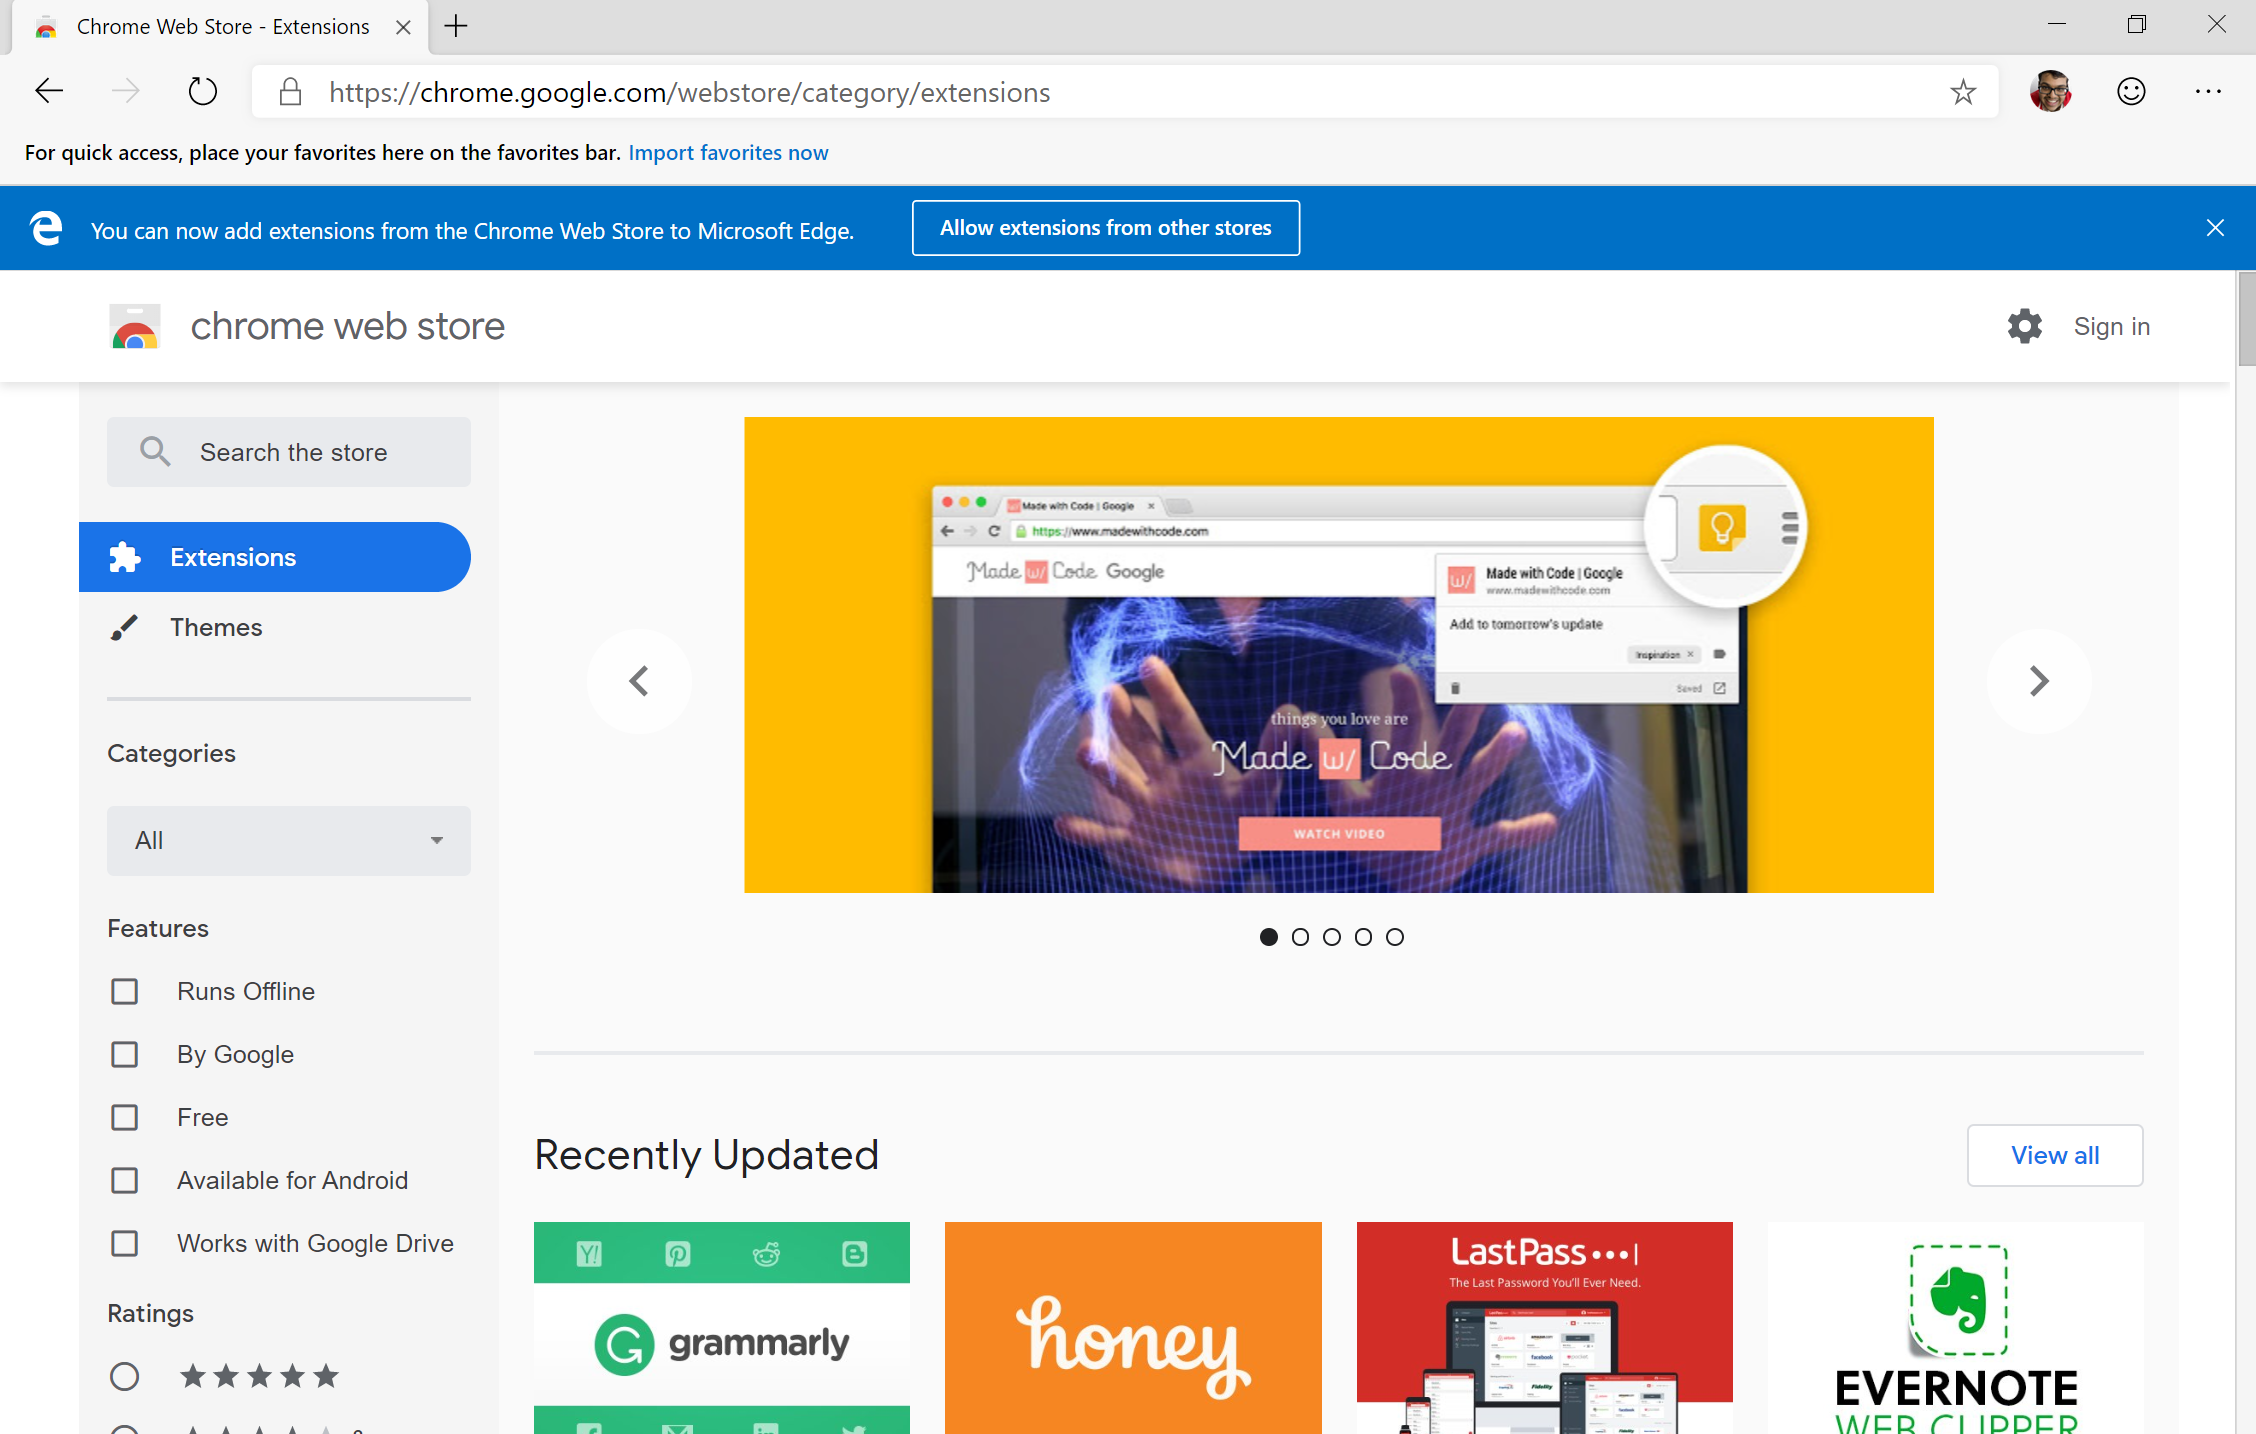 Chrome Web Store - Extensions
https://chrome.google.com/webstore/category/extensions
For quick access, place your favorites here on the favorites bar. Import favorites now
You can now add extensions from the Chrome Web Store to Microsoft Edge.
Allow extensions from other stores
chrome web store
Sign in
Search the store
Extensions
Themes
Categories
All
Features
Runs Offline
By Google
Free
Available for Android
Works with Google Drive
Ratings
Made with Code | Google
https://www.madewithcode.com
Made w/ Code Google
w/
Made with Code | Google
www.madewithcode.com
Add to tomorrow's update
Inspiration
Saved
things you love are
Made w/ Code
WATCH VIDEO
Recently Updated
View all
grammarly
honey
LastPass
The Last Password You'll Ever Need.
EVERNOTE
WEB CLIPPER